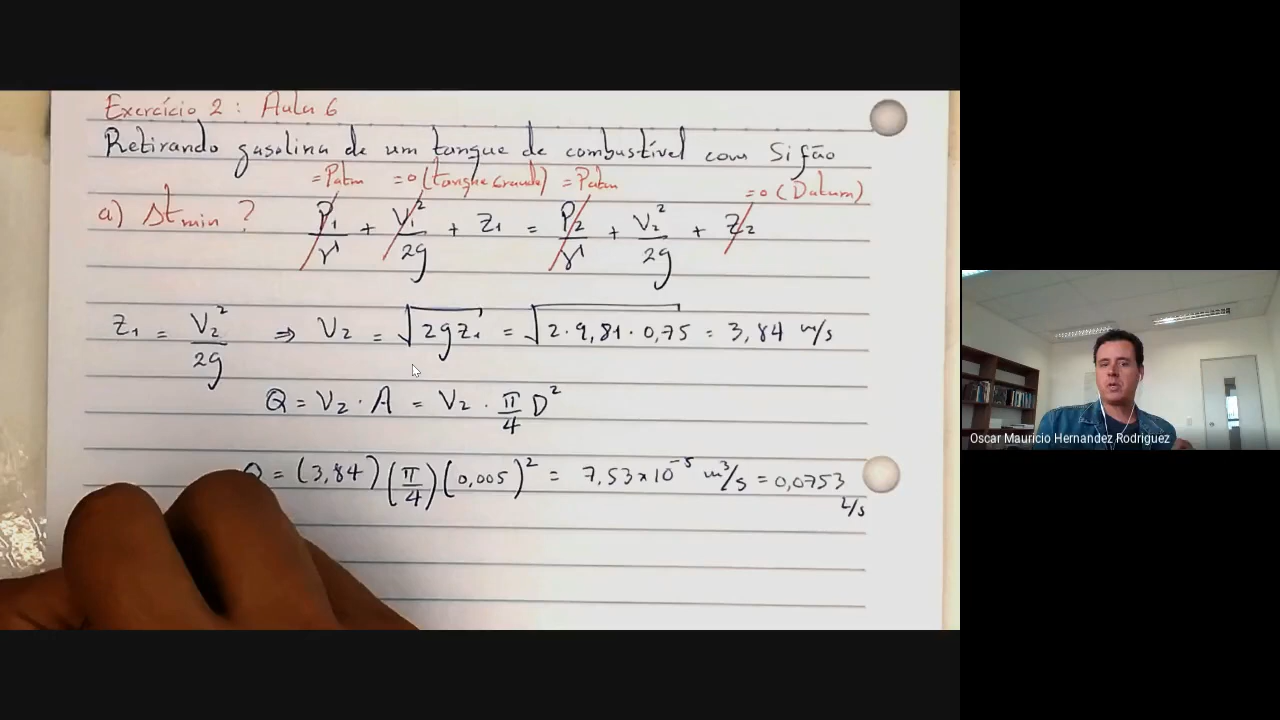 Exercício 2 : Aula 6
Retirando gasolina de um tanque de combustível com Sifão
= Patm = 0 (tanque grande) = Patm = 0 (Datum)
a) Δt min ? P1/γ + V1²/2g + Z1 = P2/γ + V2²/2g + Z2
Z1 = V2²/2g ⇒ V2 = √2gz1 = √2·9,81·0,75 = 3,84 m/s
Q = V2 · A = V2 · π/4 D²
Q = (3,84)(π/4)(0,005)² = 7,53×10⁻⁵ m³/s = 0,0753
L/s
Oscar Mauricio Hernandez Rodriguez